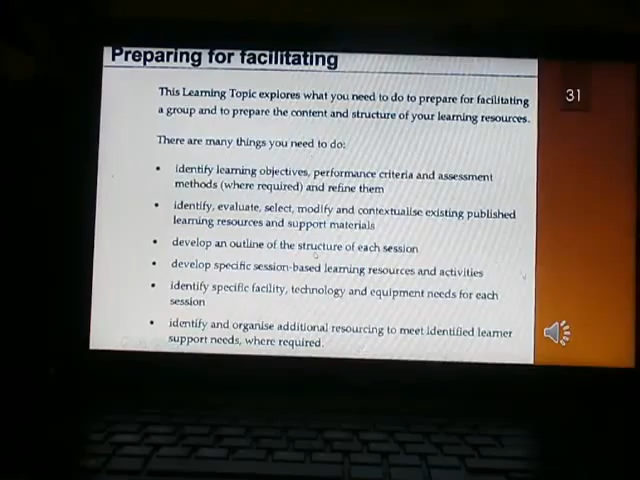 Preparing for facilitating
This Learning Topic explores what you need to do to prepare for facilitating
a group and to prepare the content and structure of your learning resources.
There are many things you need to do:
• identify learning objectives, performance criteria and assessment
methods (where required) and refine them
• identify, evaluate, select, modify and contextualise existing published
learning resources and support materials
• develop an outline of the structure of each session
• develop specific session-based learning resources and activities
• identify specific facility, technology and equipment needs for each
session
• identify and organise additional resourcing to meet identified learner
support needs, where required.
31